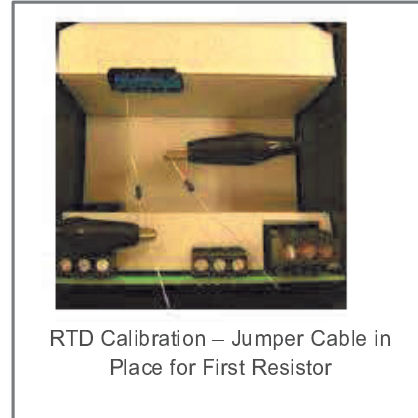 RTD Calibration – Jumper Cable in
Place for First Resistor